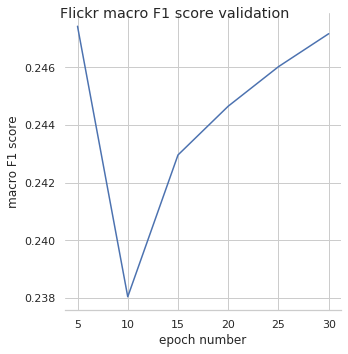 Flickr macro F1 score validation
0.246
0.244
0.242
0.240
0.238
macro F1 score
5 10 15 20 25 30
epoch number